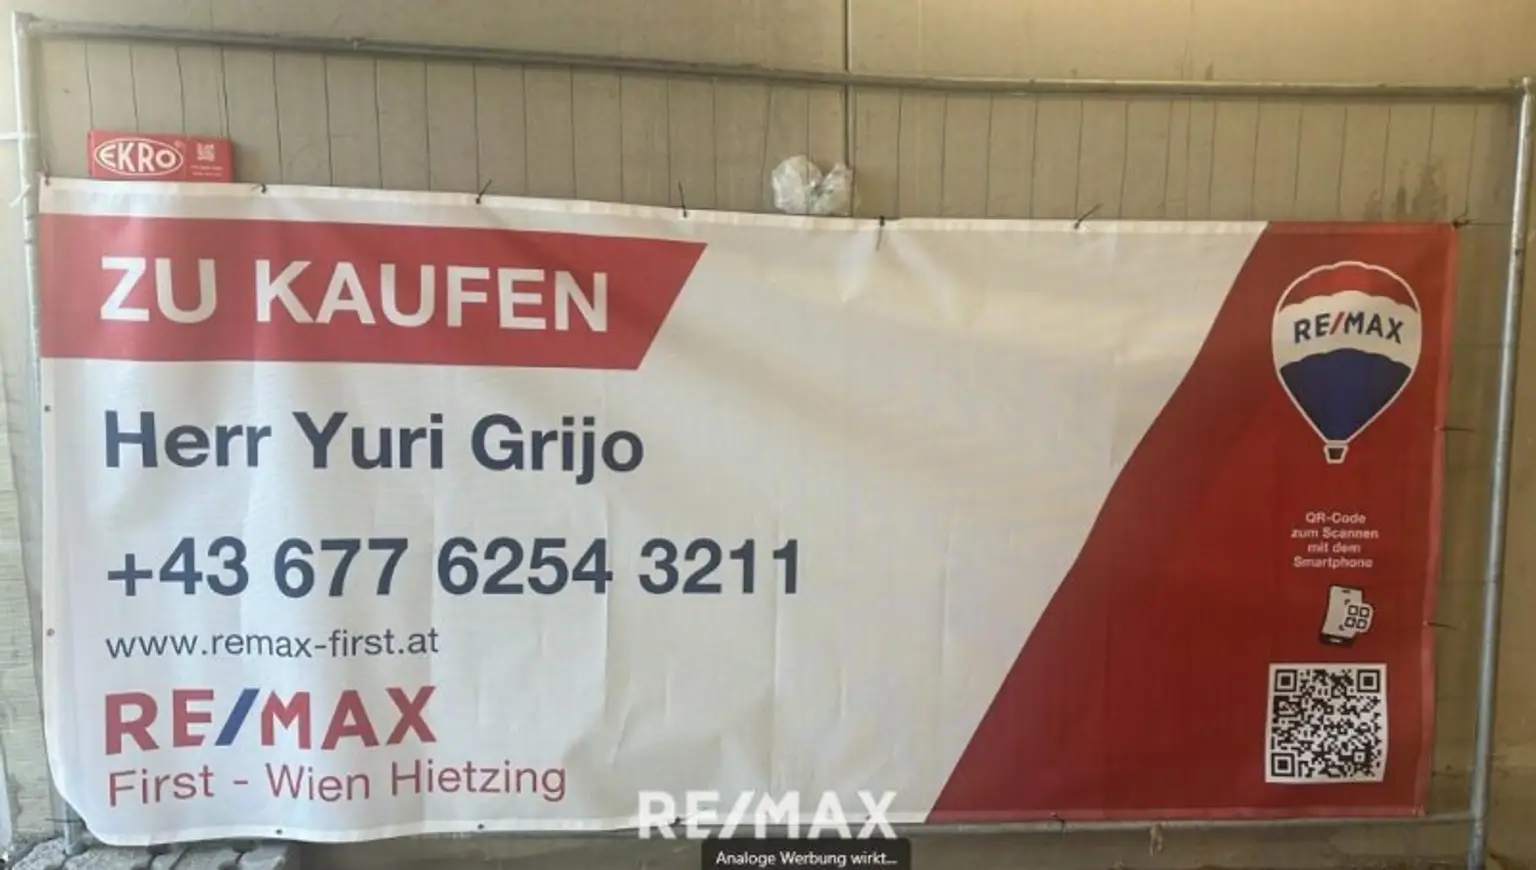 EKRO
ZU KAUFEN
Herr Yuri Grijo
+43 677 6254 3211
www.remax-first.at
RE/MAX
First - Wien Hietzing
RE/MAX
QR-Code
zum Scannen
mit dem
Smartphone
RE/MAX
Analoge Werbung wirkt...